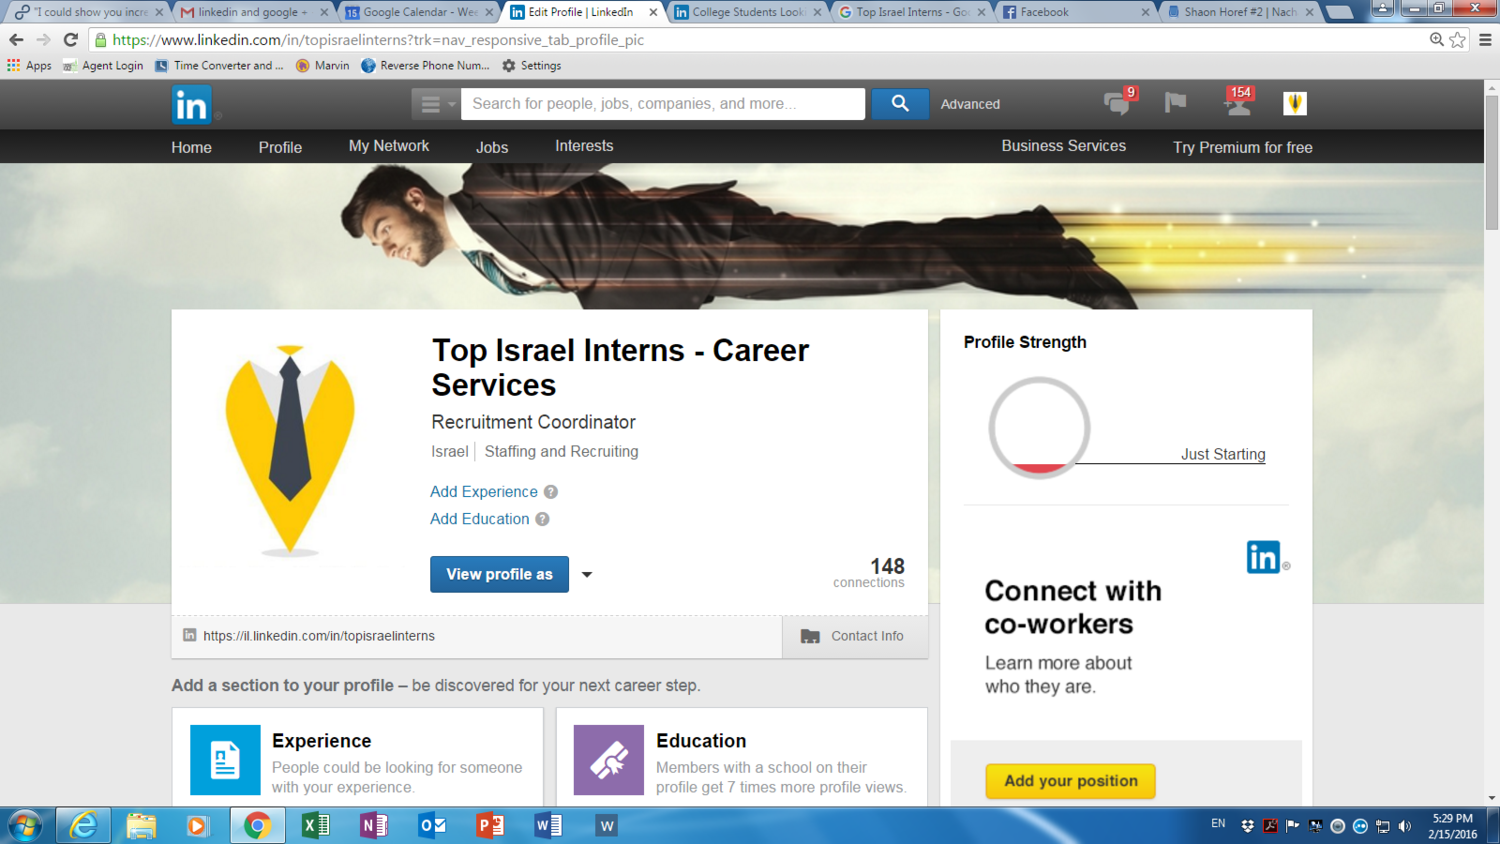 "I could show you incre
linkedin and google +
15 Google Calendar - Wee
in Edit Profile | LinkedIn
in College Students Looki
Top Israel Interns - Goo
Facebook
Shaon Horef #2 | Nach
https://www.linkedin.com/in/topisraelinterns?trk=nav_responsive_tab_profile_pic
Apps Agent Login Time Converter and ... Marvin Reverse Phone Num... Settings
in Search for people, jobs, companies, and more... Advanced 9 154
Home Profile My Network Jobs Interests Business Services Try Premium for free
Top Israel Interns - Career
Services
Recruitment Coordinator
Israel Staffing and Recruiting
Add Experience ?
Add Education ?
View profile as
148
connections
in https://il.linkedin.com/in/topisraelinterns
Contact Info
Profile Strength
Just Starting
in®
Connect with
co-workers
Learn more about
who they are.
Add your position
Add a section to your profile – be discovered for your next career step.
Experience
People could be looking for someone
with your experience.
Education
Members with a school on their
profile get 7 times more profile views.
EN
5:29 PM
2/15/2016